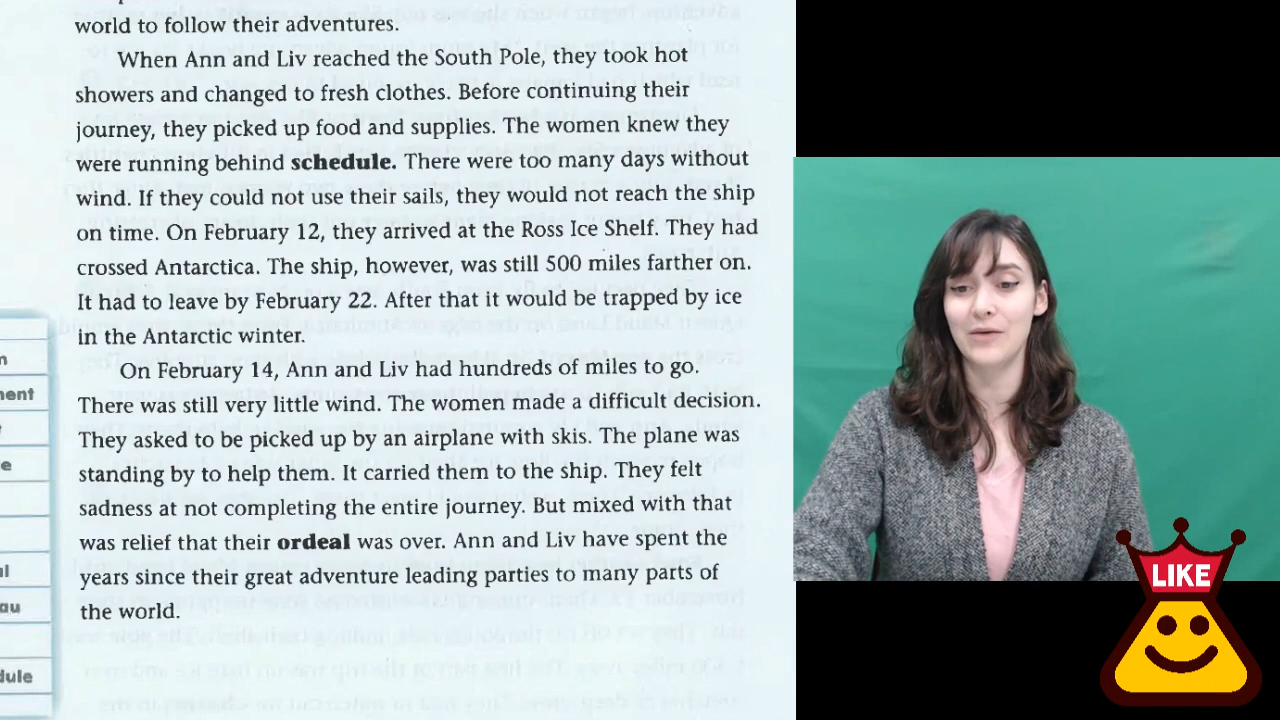 world to follow their adventures.
When Ann and Liv reached the South Pole, they took hot
showers and changed to fresh clothes. Before continuing their
journey, they picked up food and supplies. The women knew they
were running behind schedule. There were too many days without
wind. If they could not use their sails, they would not reach the ship
on time. On February 12, they arrived at the Ross Ice Shelf. They had
crossed Antarctica. The ship, however, was still 500 miles farther on.
It had to leave by February 22. After that it would be trapped by ice
in the Antarctic winter.
On February 14, Ann and Liv had hundreds of miles to go.
There was still very little wind. The women made a difficult decision.
They asked to be picked up by an airplane with skis. The plane was
standing by to help them. It carried them to the ship. They felt
sadness at not completing the entire journey. But mixed with that
was relief that their ordeal was over. Ann and Liv have spent the
years since their great adventure leading parties to many parts of
the world.
LIKE